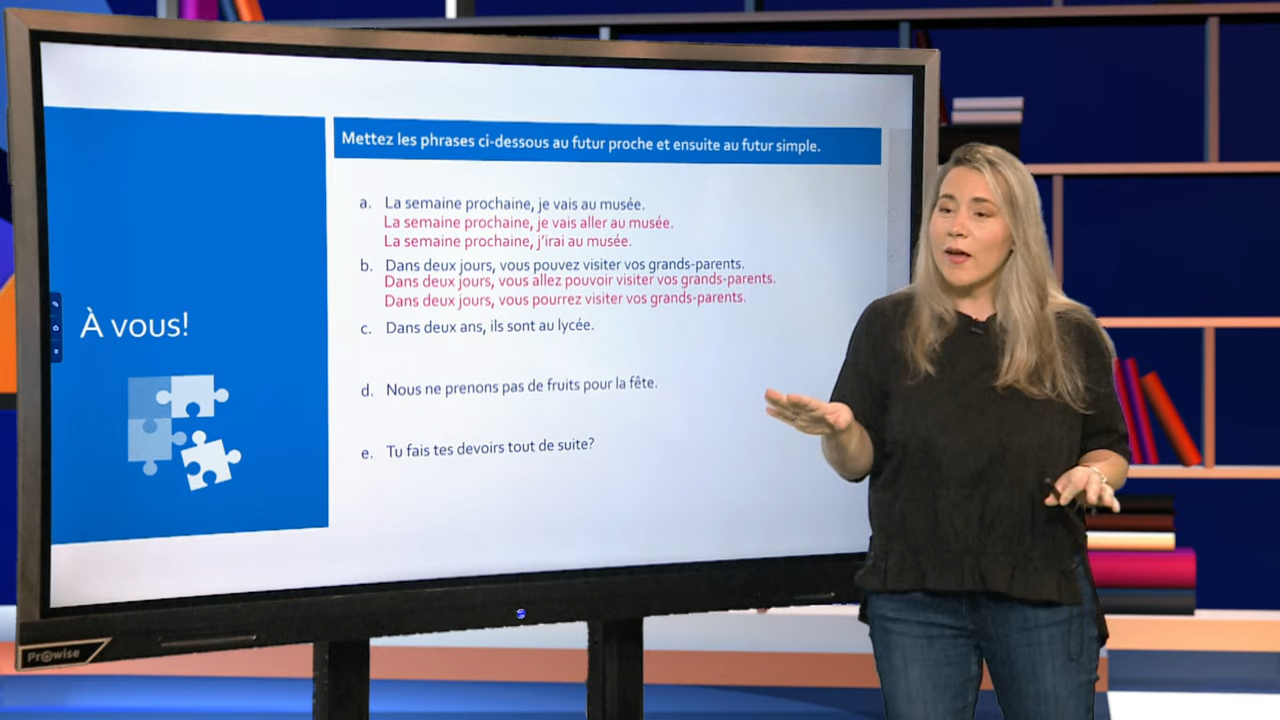 Mettez les phrases ci-dessous au futur proche et ensuite au futur simple.
a. La semaine prochaine, je vais au musée.
La semaine prochaine, je vais aller au musée.
La semaine prochaine, j'irai au musée.
b. Dans deux jours, vous pouvez visiter vos grands-parents.
Dans deux jours, vous allez pouvoir visiter vos grands-parents.
Dans deux jours, vous pourrez visiter vos grands-parents.
c. Dans deux ans, ils sont au lycée.
d. Nous ne prenons pas de fruits pour la fête.
e. Tu fais tes devoirs tout de suite?
À vous!
Prowise